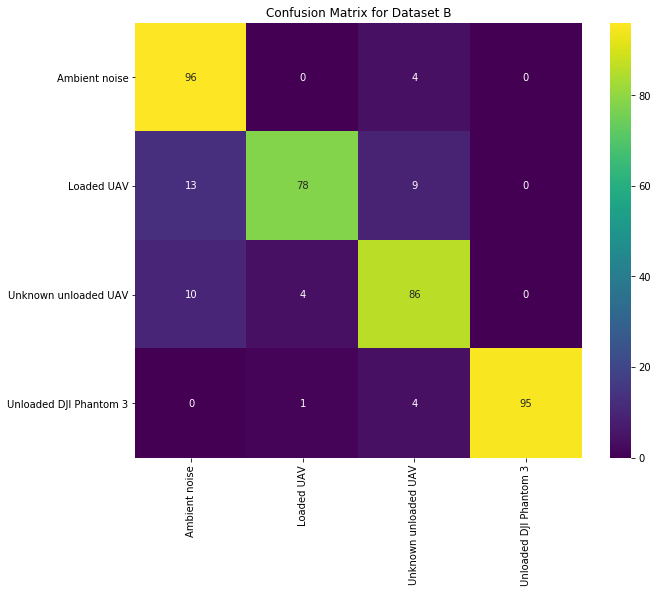 Confusion Matrix for Dataset B
Ambient noise 96 0 4 0
80
Loaded UAV 13 78 9 0
60
40
Unknown unloaded UAV 10 4 86 0
20
Unloaded DJI Phantom 3 0 1 4 95
0
Ambient noise
Loaded UAV
Unknown unloaded UAV
Unloaded DJI Phantom 3